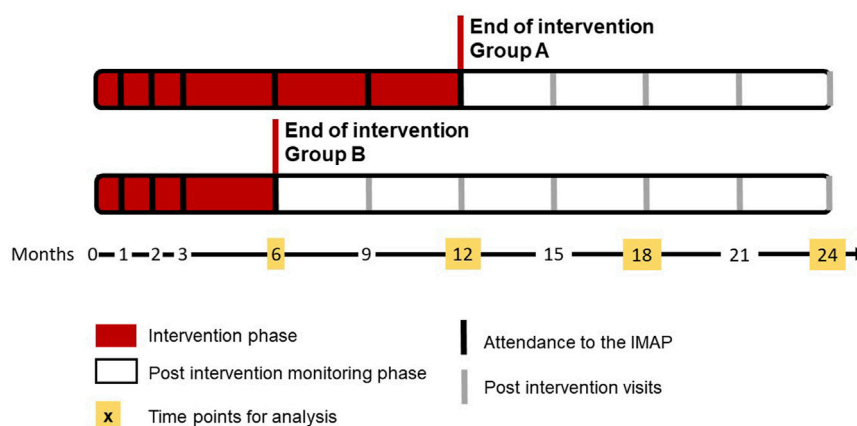 End of intervention
Group A
End of intervention
Group B
Months 0 1 2 3 6 9 12 15 18 21 24
Intervention phase
Post intervention monitoring phase
x Time points for analysis
Attendance to the IMAP
Post intervention visits